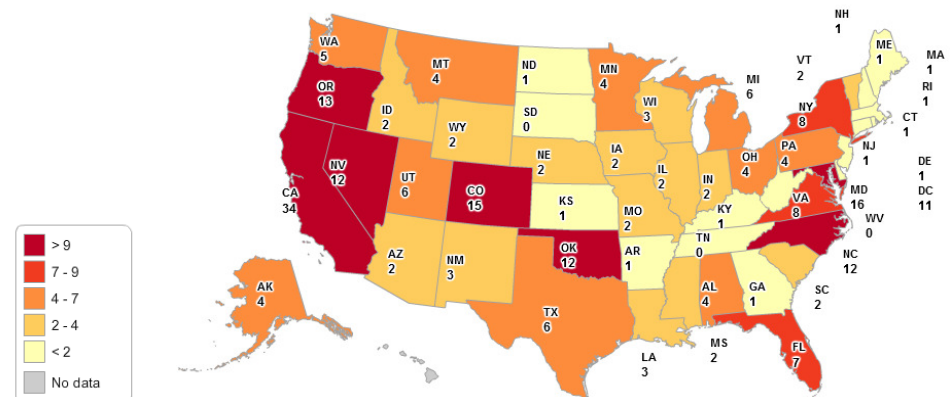 NH
1
ME
1
WA
5
MT
4
ND
1
MN
4
VT
2
MA
1
MI
6
RI
1
OR
13
ID
2
SD
0
WI
3
NY
8
CT
1
WY
2
NE
2
IA
2
IL
2
IN
2
OH
4
PA
4
NJ
1
DE
1
NV
12
UT
6
CO
15
KS
1
MO
2
KY
1
VA
8
MD
16
DC
11
CA
34
WV
0
AZ
2
NM
3
OK
12
AR
1
TN
0
NC
12
> 9
7 - 9
4 - 7
2 - 4
< 2
No data
AK
4
TX
6
AL
4
GA
1
SC
2
LA
3
MS
2
FL
7